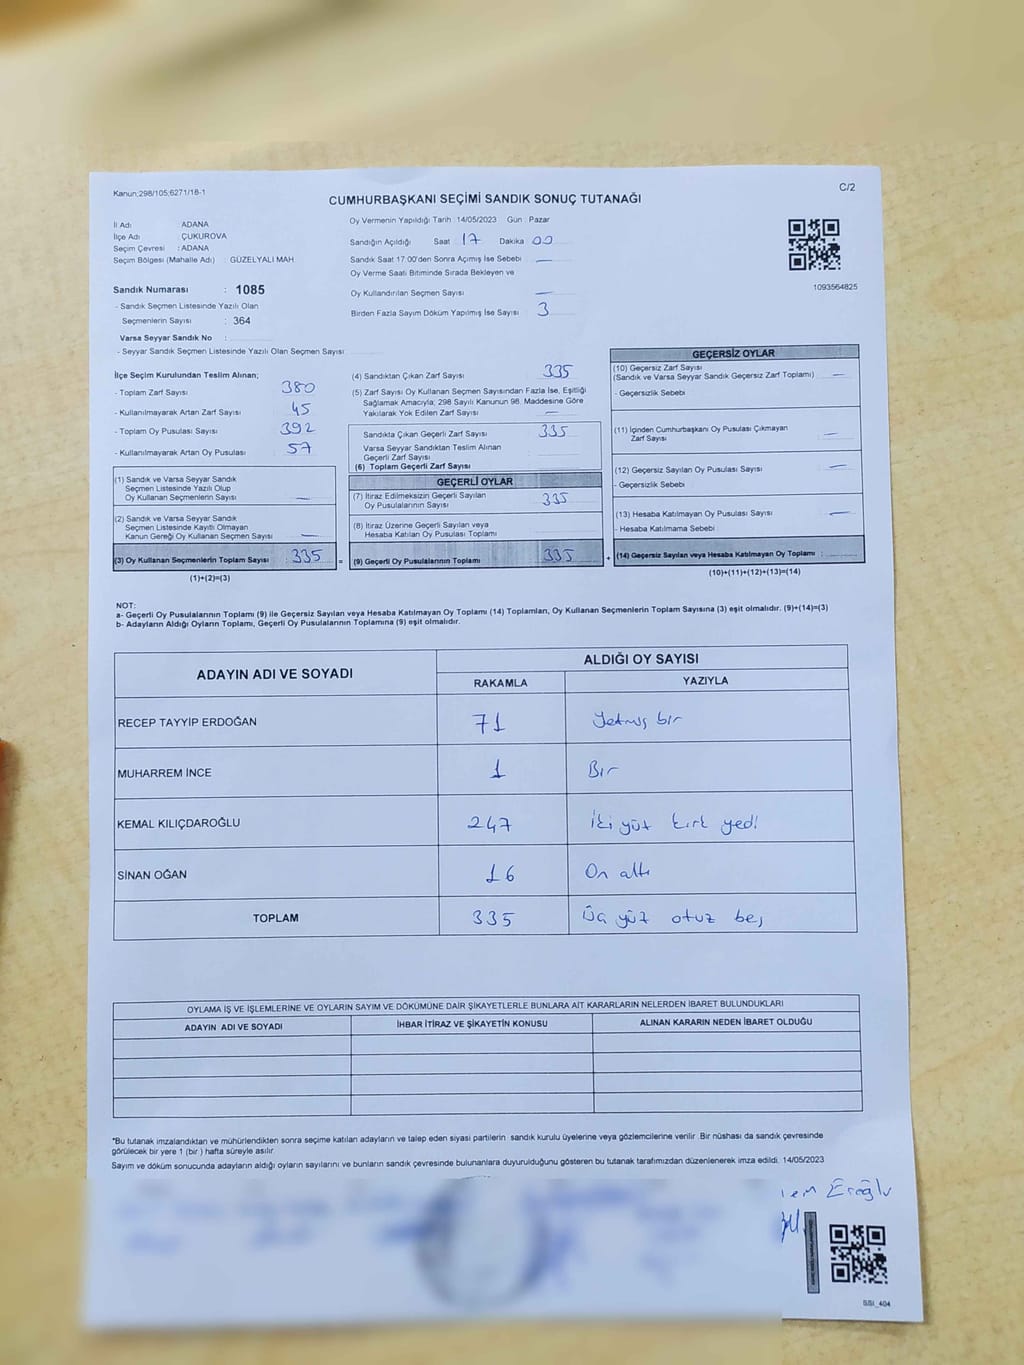 Kanun;298/105;6271/18-1
C/2
CUMHURBAŞKANI SEÇİMİ SANDIK SONUÇ TUTANAĞI
İl Adı : ADANA
İlçe Adı : ÇUKUROVA
Seçim Çevresi : ADANA
Seçim Bölgesi (Mahalle Adı) : GÜZELYALI MAH
Sandık Numarası : 1085
- Sandık Seçmen Listesinde Yazılı Olan
Seçmenlerin Sayısı : 364
Varsa Seyyar Sandık No :
- Seyyar Sandık Seçmen Listesinde Yazılı Olan Seçmen Sayısı
Oy Vermenin Yapıldığı Tarih : 14/05/2023 Gün : Pazar
Sandığın Açıldığı Saat 17 Dakika 00
Sandık Saat 17:00'den Sonra Açımış İse Sebebi —
Oy Verme Saati Bitiminde Sırada Bekleyen ve
Oy Kullandırılan Seçmen Sayısı —
Birden Fazla Sayım Döküm Yapılmış İse Sayısı 3
1093564825
İlçe Seçim Kurulundan Teslim Alınan;
- Toplam Zarf Sayısı 380
- Kullanılmayarak Artan Zarf Sayısı 45
- Toplam Oy Pusulası Sayısı 392
- Kullanılmayarak Artan Oy Pusulası 57
(1) Sandık ve Varsa Seyyar Sandık
Seçmen Listesinde Yazılı Olup
Oy Kullanan Seçmenlerin Sayısı —
(2) Sandık ve Varsa Seyyar Sandık
Seçmen Listesinde Kayıtlı Olmayan
Kanun Gereği Oy Kullanan Seçmen Sayısı —
(3) Oy Kullanan Seçmenlerin Toplam Sayısı 335
(1)+(2)=(3)
(4) Sandıktan Çıkan Zarf Sayısı 335
(5) Zarf Sayısı Oy Kullanan Seçmen Sayısından Fazla İse, Eşitliği
Sağlamak Amacıyla; 298 Sayılı Kanunun 98. Maddesine Göre
Yakılarak Yok Edilen Zarf Sayısı —
Sandıkta Çıkan Geçerli Zarf Sayısı 335
Varsa Seyyar Sandıktan Teslim Alınan
Geçerli Zarf Sayısı
(6) Toplam Geçerli Zarf Sayısı
GEÇERLİ OYLAR
(7) İtiraz Edilmeksizin Geçerli Sayılan
Oy Pusulalarının Sayısı 335
(8) İtiraz Üzerine Geçerli Sayılan veya
Hesaba Katılan Oy Pusulası Toplamı
= (9) Geçerli Oy Pusulalarının Toplamı 335
GEÇERSİZ OYLAR
(10) Geçersiz Zarf Sayısı
(Sandık ve Varsa Seyyar Sandık Geçersiz Zarf Toplamı) —
- Geçersizlik Sebebi
(11) İçinden Cumhurbaşkanı Oy Pusulası Çıkmayan
Zarf Sayısı —
(12) Geçersiz Sayılan Oy Pusulası Sayısı —
- Geçersizlik Sebebi
(13) Hesaba Katılmayan Oy Pusulası Sayısı —
- Hesaba Katılmama Sebebi
+ (14) Geçersiz Sayılan veya Hesaba Katılmayan Oy Toplamı :
(10)+(11)+(12)+(13)=(14)
NOT:
a- Geçerli Oy Pusulalarının Toplamı (9) ile Geçersiz Sayılan veya Hesaba Katılmayan Oy Toplamı (14) Toplamları, Oy Kullanan Seçmenlerin Toplam Sayısına (3) eşit olmalıdır. (9)+(14)=(3)
b- Adayların Aldığı Oyların Toplamı, Geçerli Oy Pusulalarının Toplamına (9) eşit olmalıdır.
ADAYIN ADI VE SOYADI ALDIĞI OY SAYISI
RAKAMLA YAZIYLA
RECEP TAYYİP ERDOĞAN 71 Yetmiş bir
MUHARREM İNCE 1 Bir
KEMAL KILIÇDAROĞLU 247 İki yüz kırk yedi
SİNAN OĞAN 16 On altı
TOPLAM 335 Üç yüz otuz beş
OYLAMA İŞ VE İŞLEMLERİNE VE OYLARIN SAYIM VE DÖKÜMÜNE DAİR ŞİKAYETLERLE BUNLARA AİT KARARLARIN NELERDEN İBARET BULUNDUKLARI
ADAYIN ADI VE SOYADI İHBAR İTİRAZ VE ŞİKAYETİN KONUSU ALINAN KARARIN NEDEN İBARET OLDUĞU
*Bu tutanak imzalandıktan ve mühürlendikten sonra seçime katılan adayların ve talep eden siyasi partilerin sandık kurulu üyelerine veya gözlemcilerine verilir. Bir nüshası da sandık çevresinde
görülecek bir yere 1 (bir ) hafta süreyle asılır.
Sayım ve döküm sonucunda adayların aldığı oyların sayılarını ve bunların sandık çevresinde bulunanlara duyurulduğunu gösteren bu tutanak tarafımızdan düzenlenerek imza edildi. 14/05/2023
Eroğlu